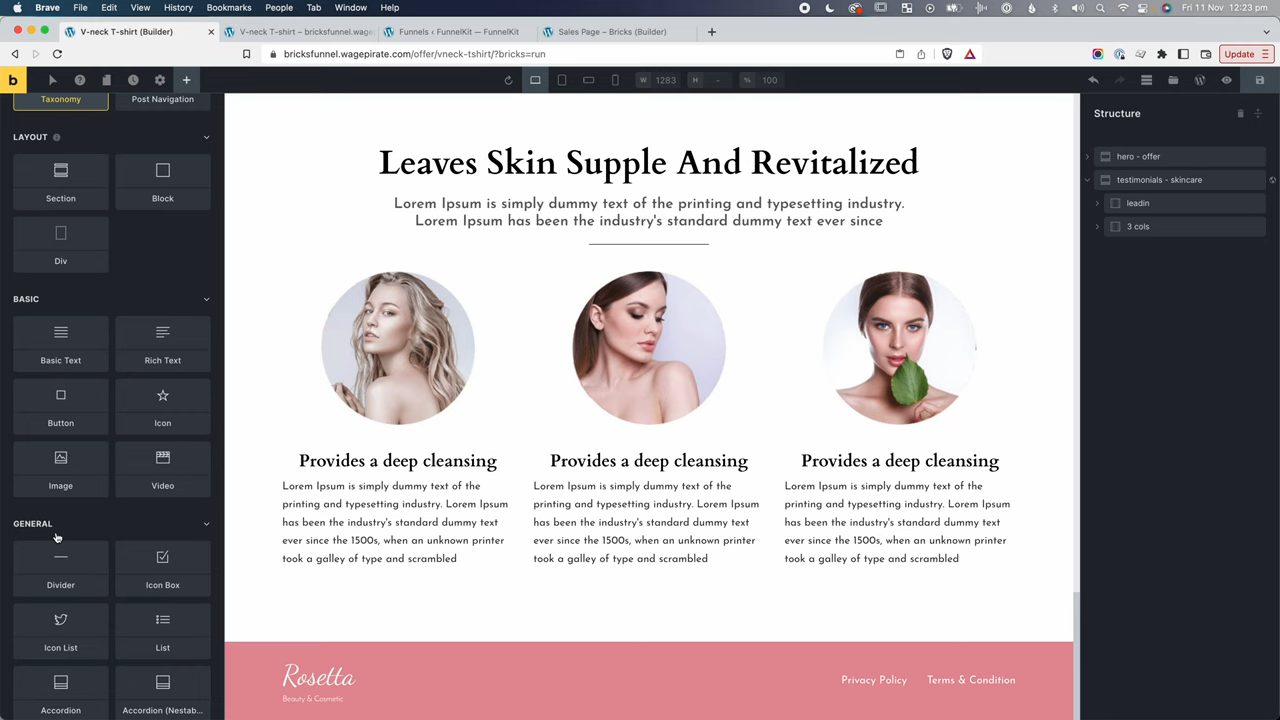 Brave File Edit View History Bookmarks People Tab Window Help Fri 11 Nov 12:23 pm
V-neck T-shirt (Builder) V-neck T-shirt – bricksfunnel.wage Funnels ‹ FunnelKit — FunnelKit Sales Page – Bricks (Builder)
bricksfunnel.wagepirate.com/offer/vneck-tshirt/?bricks=run Update
b W 1283 H - % 100
Taxonomy Post Navigation
LAYOUT
Section Block
Div
BASIC
Basic Text Rich Text
Button Icon
Image Video
GENERAL
Divider Icon Box
Icon List List
Accordion Accordion (Nestab...
Leaves Skin Supple And Revitalized
Lorem Ipsum is simply dummy text of the printing and typesetting industry.
Lorem Ipsum has been the industry's standard dummy text ever since
Provides a deep cleansing
Lorem Ipsum is simply dummy text of the
printing and typesetting industry. Lorem Ipsum
has been the industry's standard dummy text
ever since the 1500s, when an unknown printer
took a galley of type and scrambled
Provides a deep cleansing
Lorem Ipsum is simply dummy text of the
printing and typesetting industry. Lorem Ipsum
has been the industry's standard dummy text
ever since the 1500s, when an unknown printer
took a galley of type and scrambled
Provides a deep cleansing
Lorem Ipsum is simply dummy text of the
printing and typesetting industry. Lorem Ipsum
has been the industry's standard dummy text
ever since the 1500s, when an unknown printer
took a galley of type and scrambled
Rosetta
Beauty & Cosmetic
Privacy Policy Terms & Condition
Structure
hero - offer
testimonials - skincare
leadin
3 cols